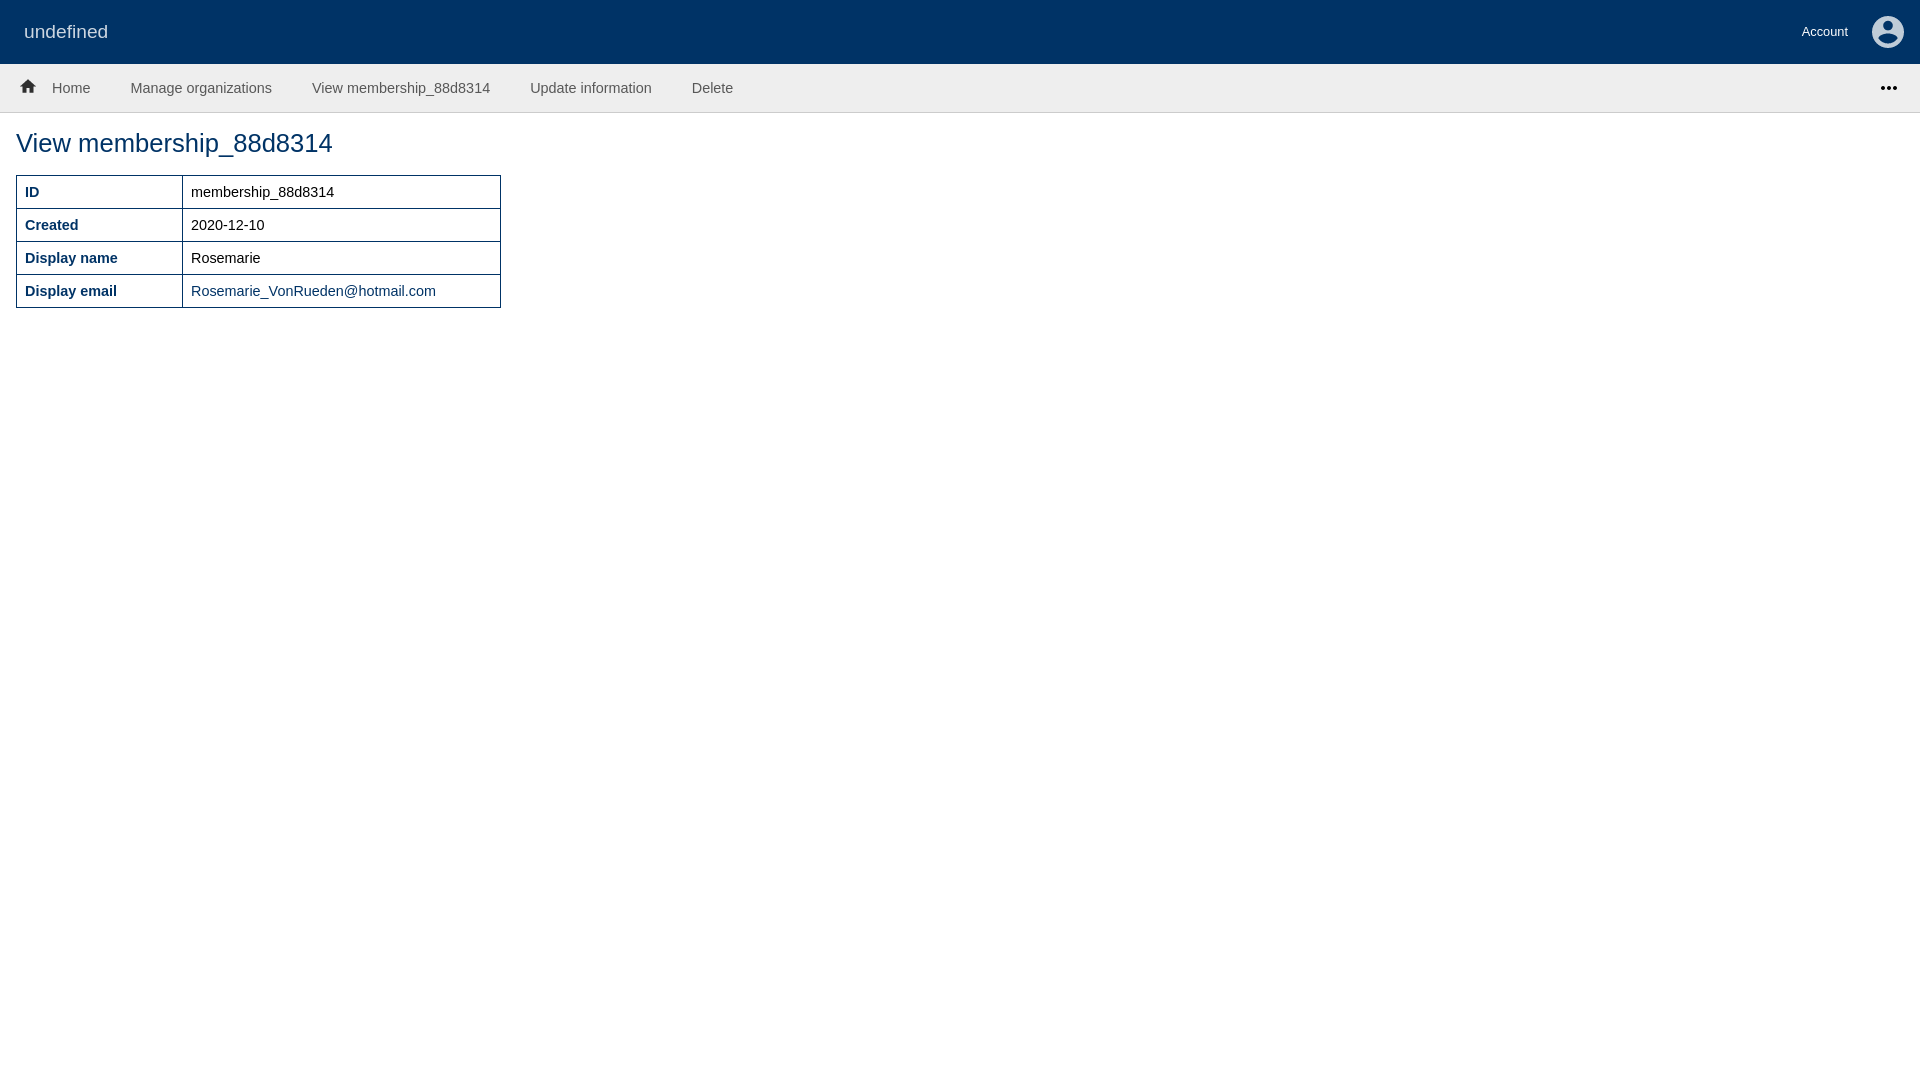 undefined
Account
Home Manage organizations View membership_88d8314 Update information Delete
View membership_88d8314
ID membership_88d8314
Created 2020-12-10
Display name Rosemarie
Display email Rosemarie_VonRueden@hotmail.com